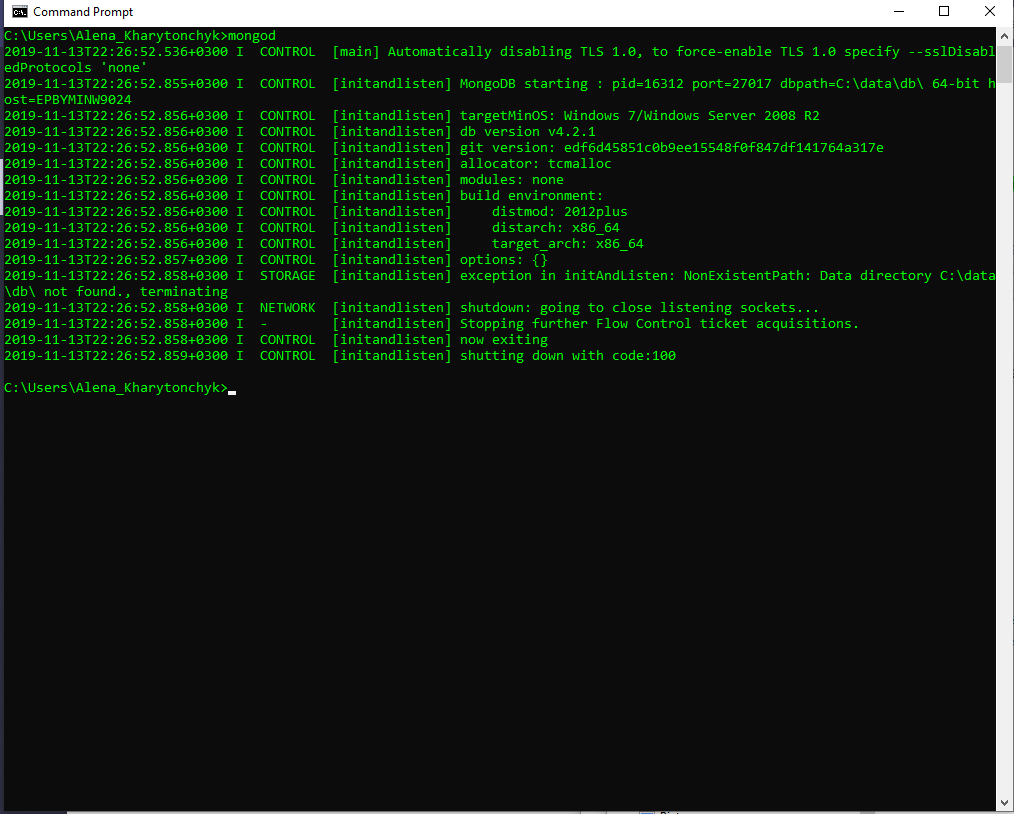 Command Prompt
C:\Users\Alena_Kharytonchyk>mongod
2019-11-13T22:26:52.536+0300 I  CONTROL  [main] Automatically disabling TLS 1.0, to force-enable TLS 1.0 specify --sslDisabl
edProtocols 'none'
2019-11-13T22:26:52.855+0300 I  CONTROL  [initandlisten] MongoDB starting : pid=16312 port=27017 dbpath=C:\data\db\ 64-bit h
ost=EPBYMINW9024
2019-11-13T22:26:52.856+0300 I  CONTROL  [initandlisten] targetMinOS: Windows 7/Windows Server 2008 R2
2019-11-13T22:26:52.856+0300 I  CONTROL  [initandlisten] db version v4.2.1
2019-11-13T22:26:52.856+0300 I  CONTROL  [initandlisten] git version: edf6d45851c0b9ee15548f0f847df141764a317e
2019-11-13T22:26:52.856+0300 I  CONTROL  [initandlisten] allocator: tcmalloc
2019-11-13T22:26:52.856+0300 I  CONTROL  [initandlisten] modules: none
2019-11-13T22:26:52.856+0300 I  CONTROL  [initandlisten] build environment:
2019-11-13T22:26:52.856+0300 I  CONTROL  [initandlisten]     distmod: 2012plus
2019-11-13T22:26:52.856+0300 I  CONTROL  [initandlisten]     distarch: x86_64
2019-11-13T22:26:52.856+0300 I  CONTROL  [initandlisten]     target_arch: x86_64
2019-11-13T22:26:52.857+0300 I  CONTROL  [initandlisten] options: {}
2019-11-13T22:26:52.858+0300 I  STORAGE  [initandlisten] exception in initAndListen: NonExistentPath: Data directory C:\data
\db\ not found., terminating
2019-11-13T22:26:52.858+0300 I  NETWORK  [initandlisten] shutdown: going to close listening sockets...
2019-11-13T22:26:52.858+0300 I  -        [initandlisten] Stopping further Flow Control ticket acquisitions.
2019-11-13T22:26:52.858+0300 I  CONTROL  [initandlisten] now exiting
2019-11-13T22:26:52.859+0300 I  CONTROL  [initandlisten] shutting down with code:100
C:\Users\Alena_Kharytonchyk>